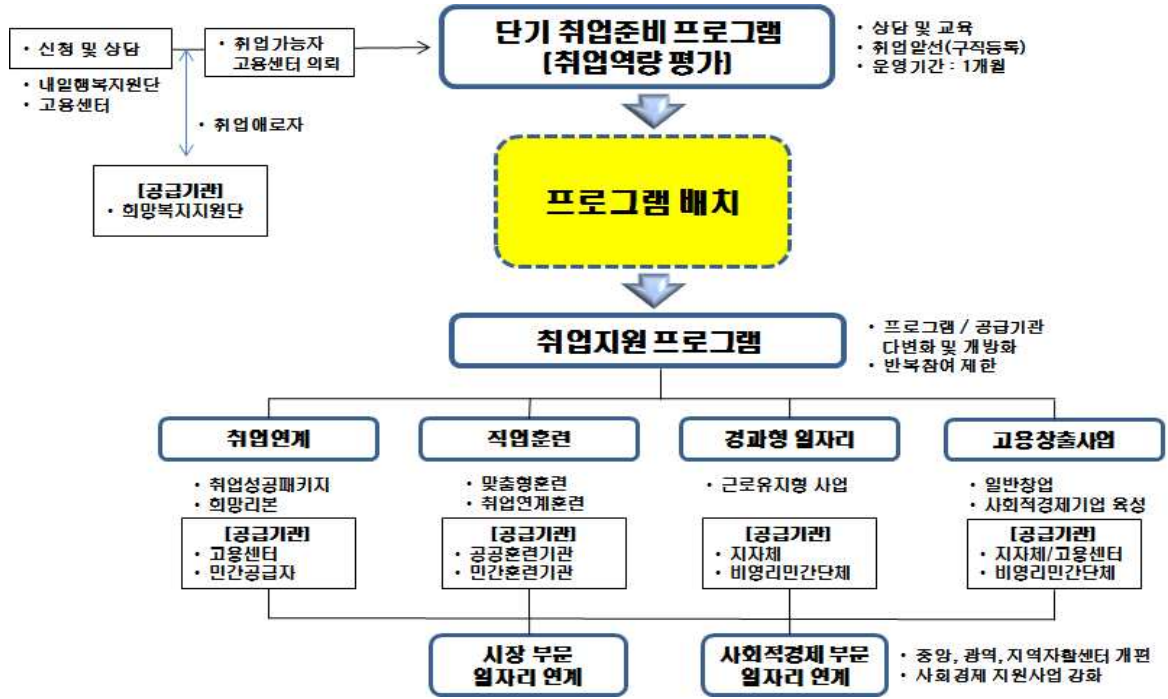 • 신청 및 상담
• 내일행복지원단
• 고용센터
• 취업가능자
고용센터 의뢰
• 취업애로자
[공급기관]
• 희망복지지원단
단기 취업준비 프로그램
(취업역량 평가)
• 상담 및 교육
• 취업알선(구직등록)
• 운영기간 : 1개월
프로그램 배치
취업지원 프로그램
• 프로그램 / 공급기관
다변화 및 개방화
• 반복참여 제한
취업연계
• 취업성공패키지
• 희망리본
[공급기관]
• 고용센터
• 민간공급자
직업훈련
• 맞춤형훈련
• 취업연계훈련
[공급기관]
• 공공훈련기관
• 민간훈련기관
경과형 일자리
• 근로유지형 사업
[공급기관]
• 지자체
• 비영리민간단체
고용창출사업
• 일반창업
• 사회적경제기업 육성
[공급기관]
• 지자체/고용센터
• 비영리민간단체
시장 부문
일자리 연계
사회적경제 부문
일자리 연계
• 중앙, 광역, 지역자활센터 개편
• 사회경제 지원사업 강화